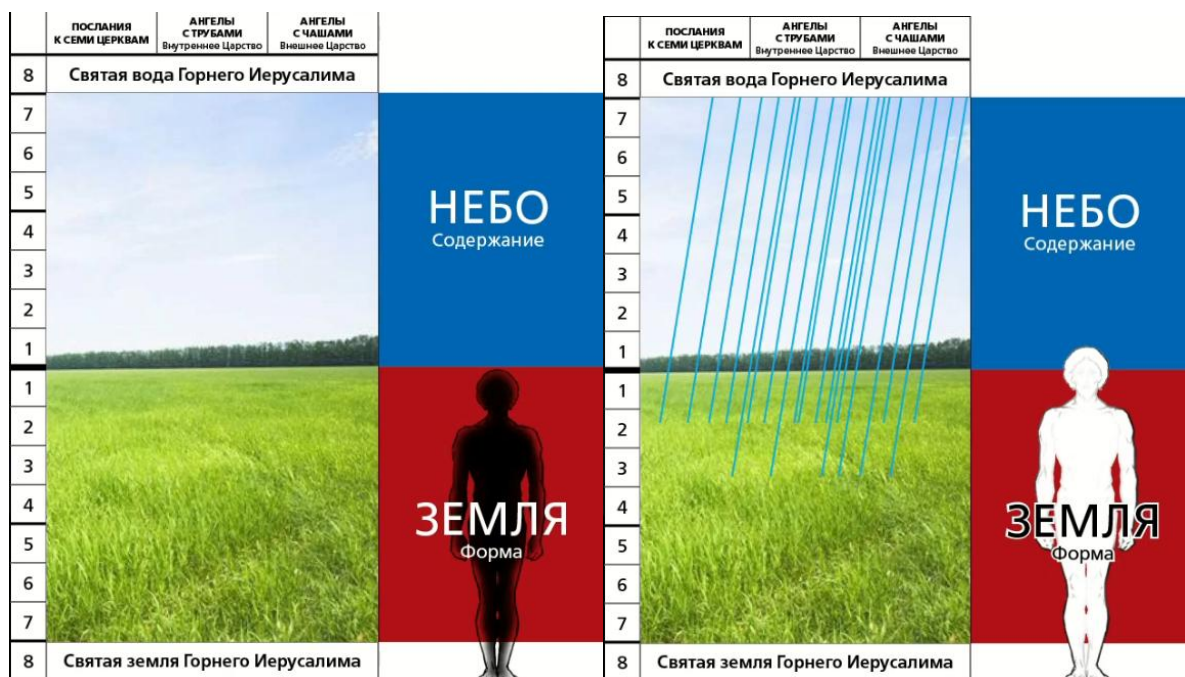 ПОСЛАНИЯ
К СЕМИ ЦЕРКВАМ
АНГЕЛЫ
С ТРУБАМИ
Внутреннее Царство
АНГЕЛЫ
С ЧАШАМИ
Внешнее Царство
8 Святая вода Горнего Иерусалима
7
6
5
4
3
2
1
НЕБО
Содержание
1
2
3
4
5
6
7
ЗЕМЛЯ
Форма
8 Святая земля Горнего Иерусалима
ПОСЛАНИЯ
К СЕМИ ЦЕРКВАМ
АНГЕЛЫ
С ТРУБАМИ
Внутреннее Царство
АНГЕЛЫ
С ЧАШАМИ
Внешнее Царство
8 Святая вода Горнего Иерусалима
7
6
5
4
3
2
1
НЕБО
Содержание
1
2
3
4
5
6
7
ЗЕМЛЯ
Форма
8 Святая земля Горнего Иерусалима